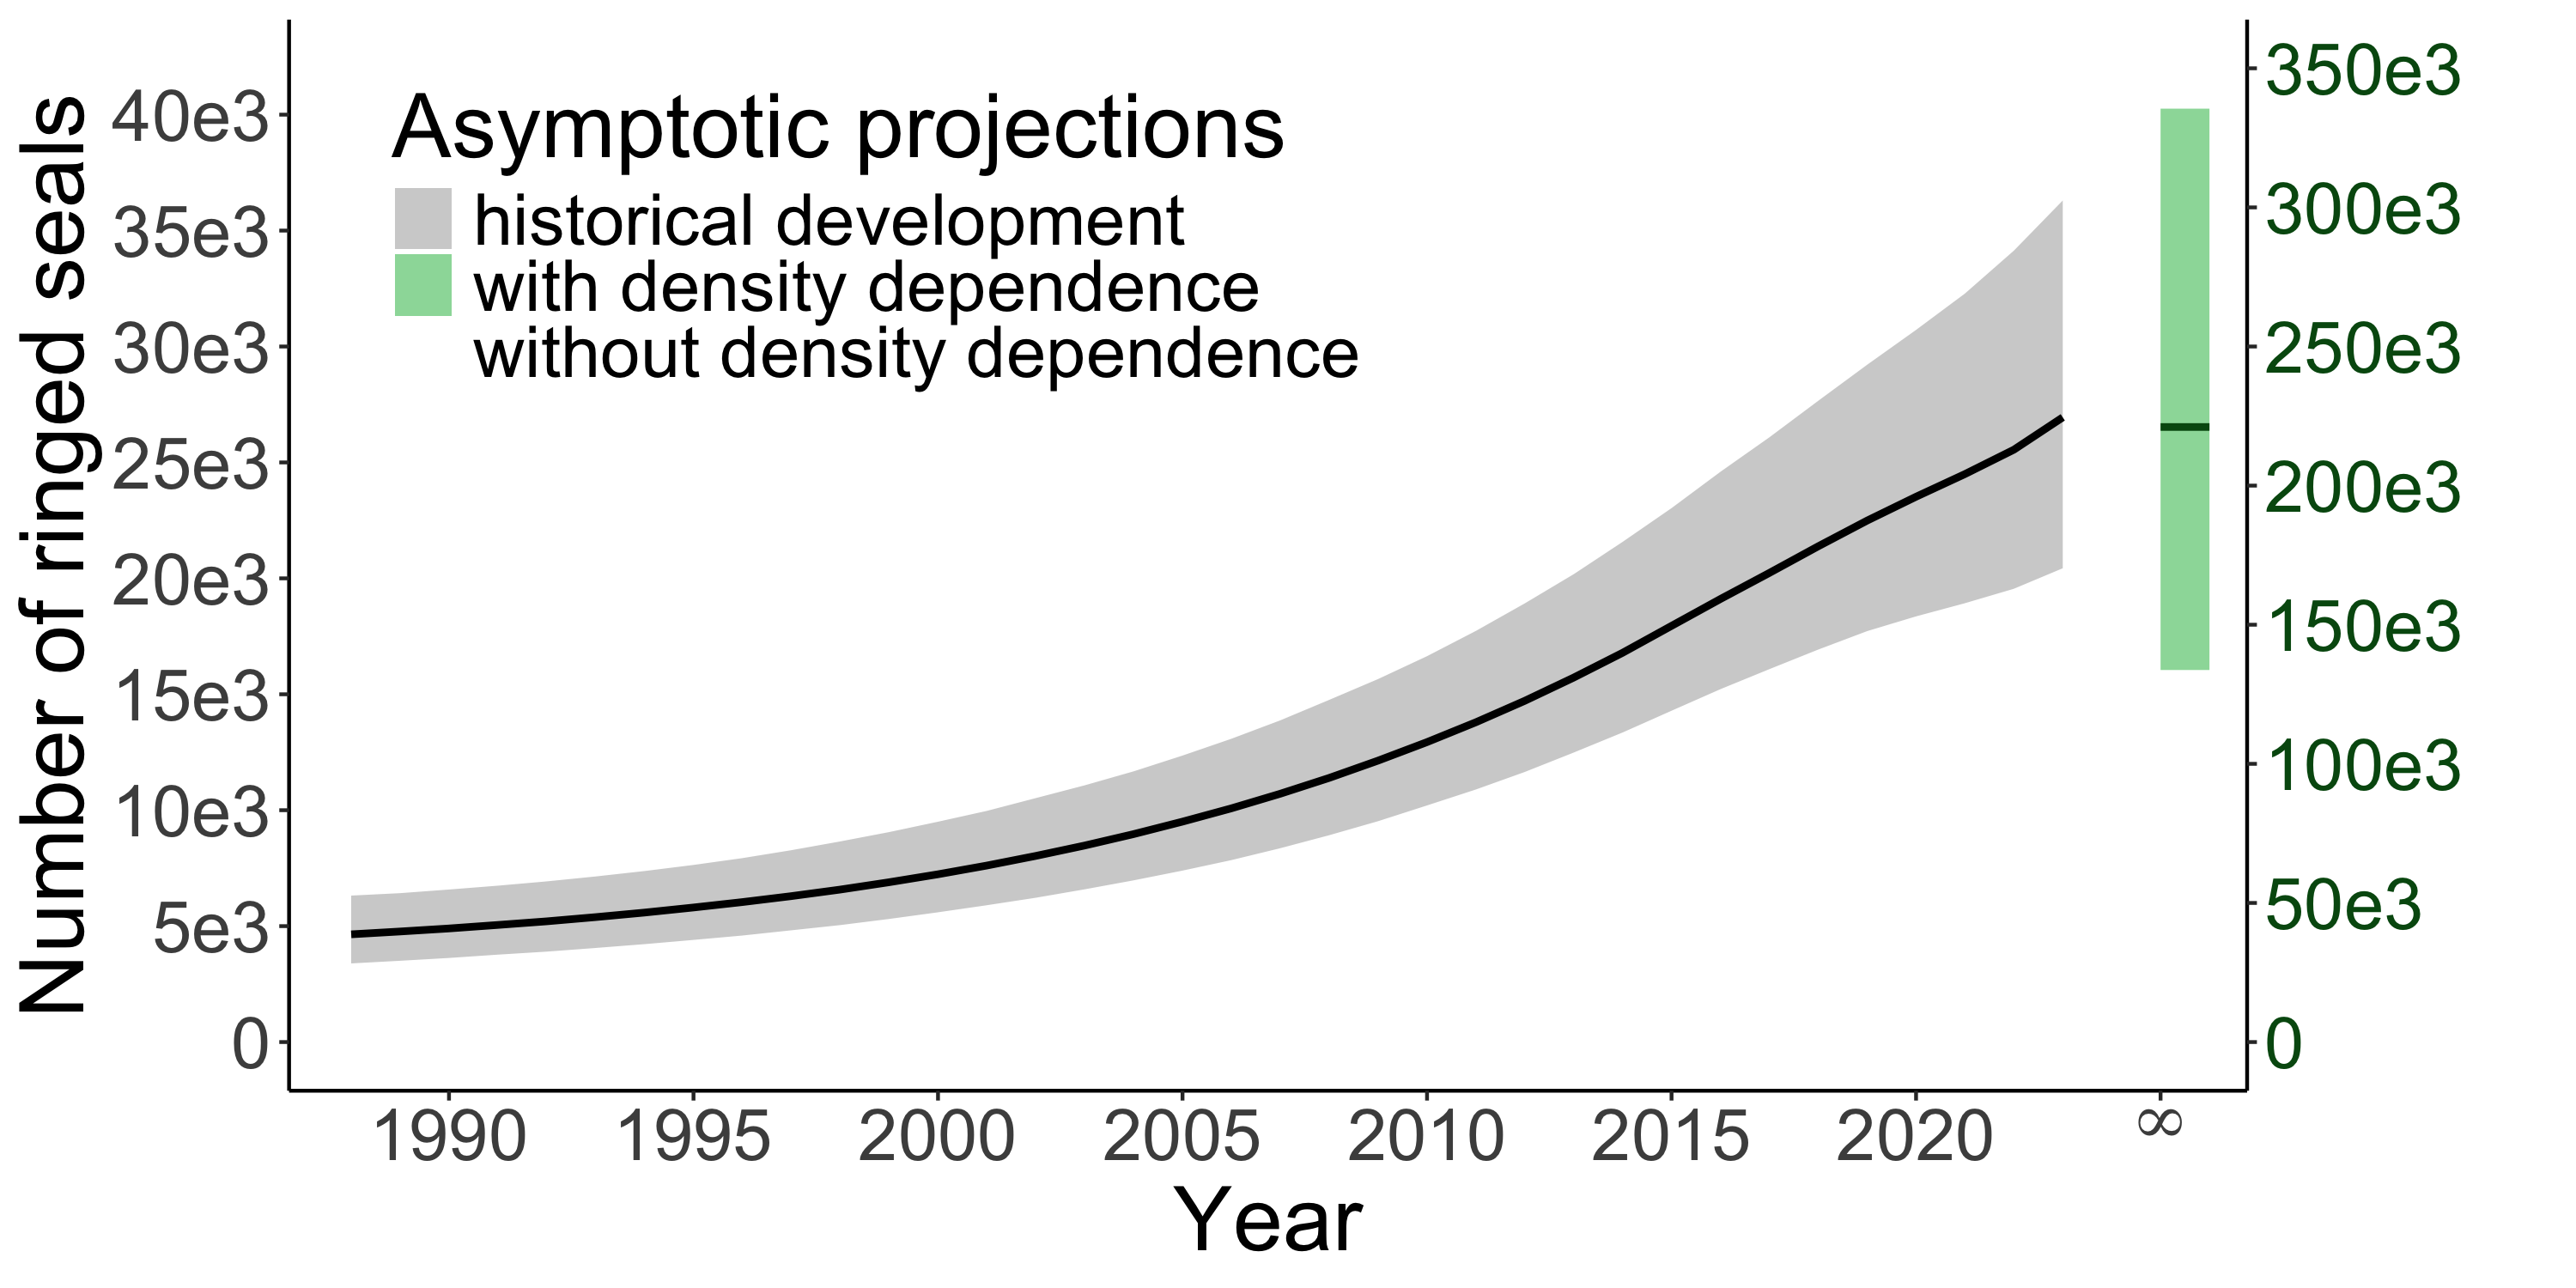 Number of ringed seals
40e3
35e3
30e3
25e3
20e3
15e3
10e3
5e3
0
Asymptotic projections
historical development
with density dependence
without density dependence
350e3
300e3
250e3
200e3
150e3
100e3
50e3
0
1990 1995 2000 2005 2010 2015 2020 ∞
Year